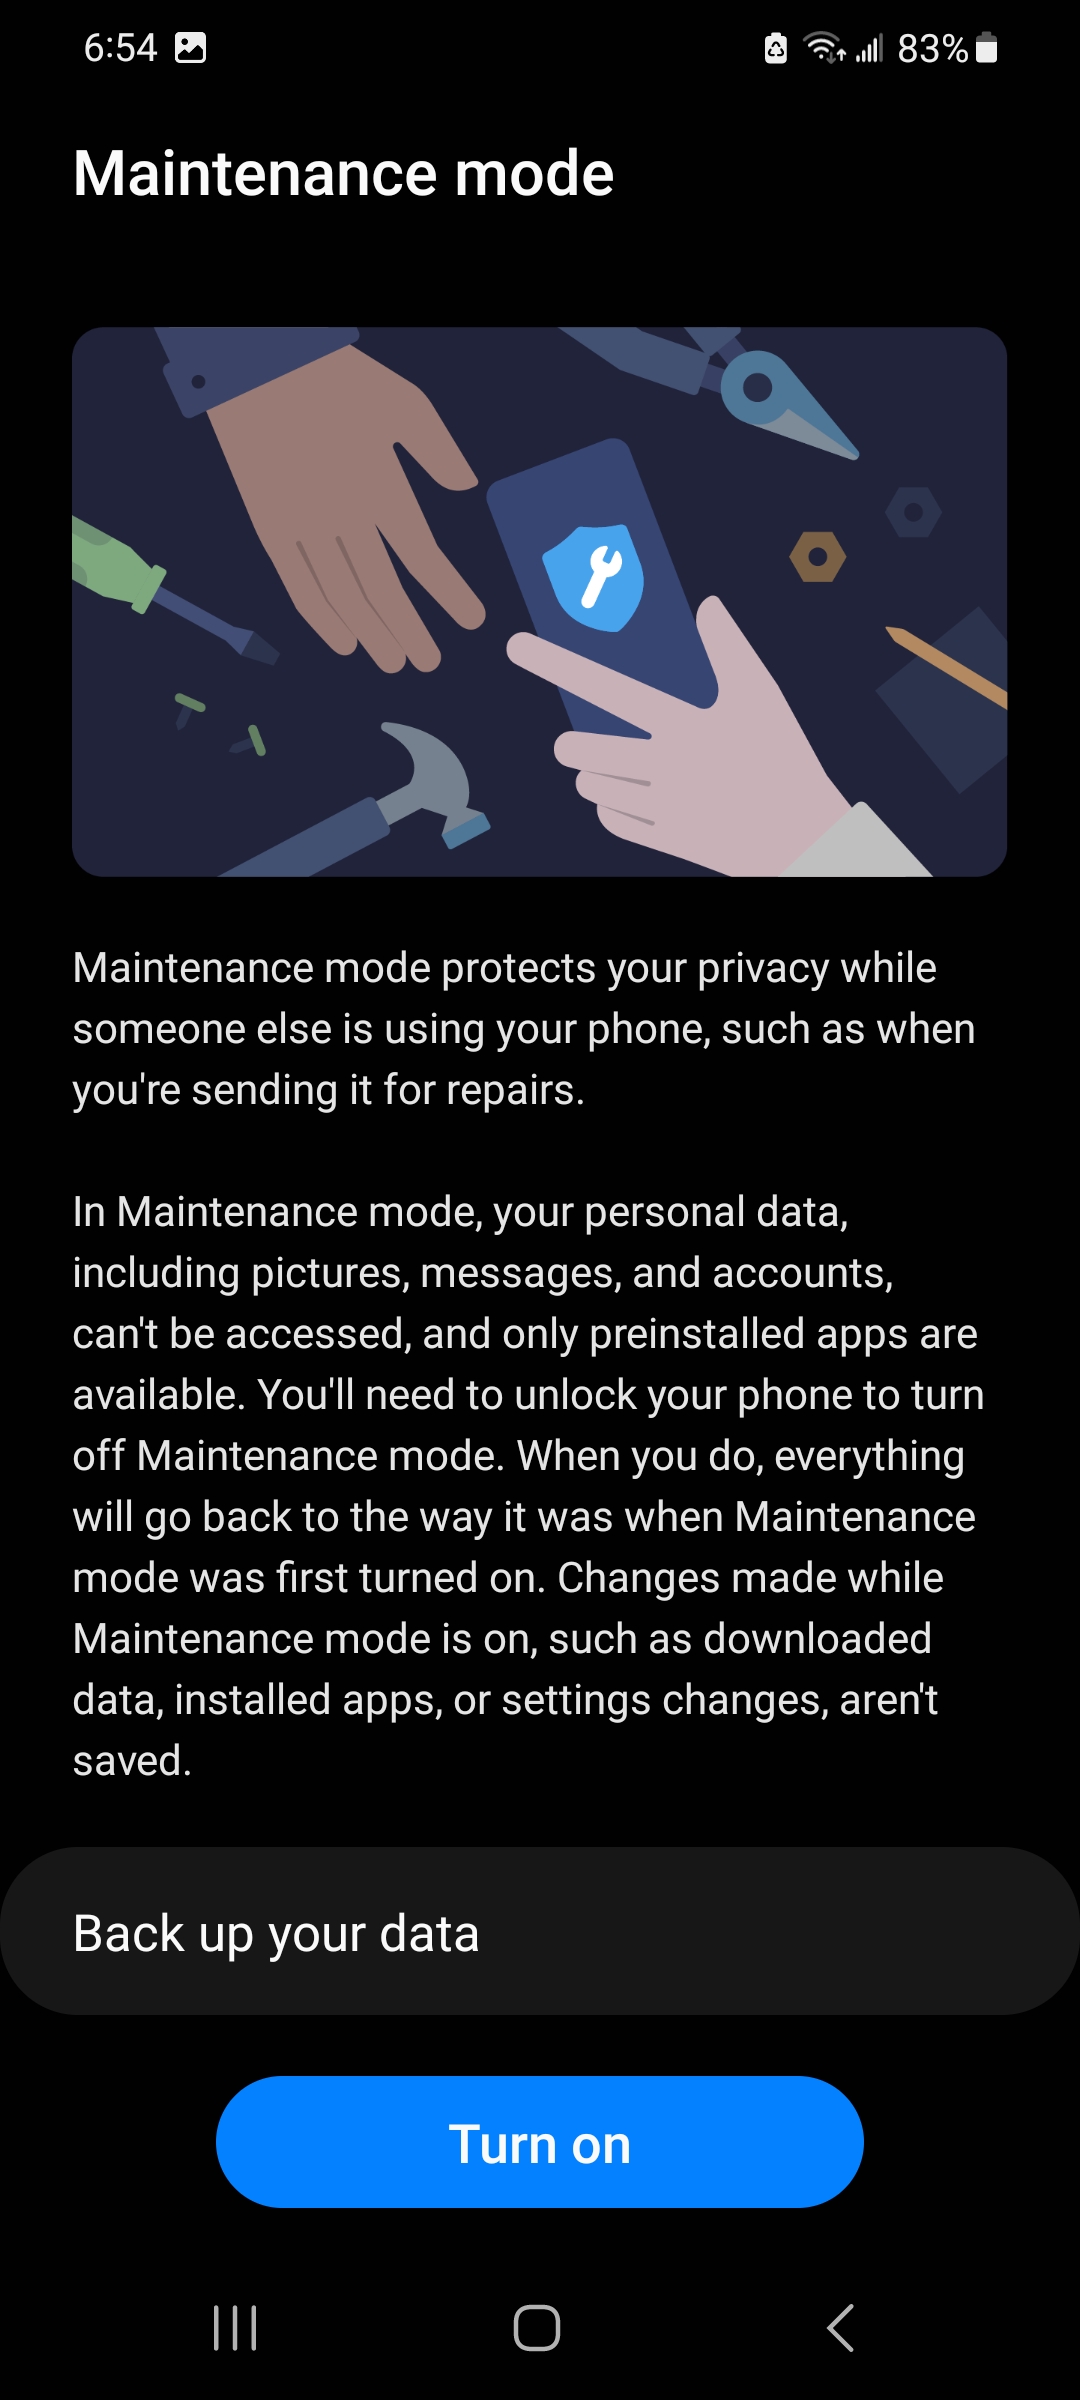 6:54 83%
Maintenance mode
Maintenance mode protects your privacy while
someone else is using your phone, such as when
you're sending it for repairs.
In Maintenance mode, your personal data,
including pictures, messages, and accounts,
can't be accessed, and only preinstalled apps are
available. You'll need to unlock your phone to turn
off Maintenance mode. When you do, everything
will go back to the way it was when Maintenance
mode was first turned on. Changes made while
Maintenance mode is on, such as downloaded
data, installed apps, or settings changes, aren't
saved.
Back up your data
Turn on